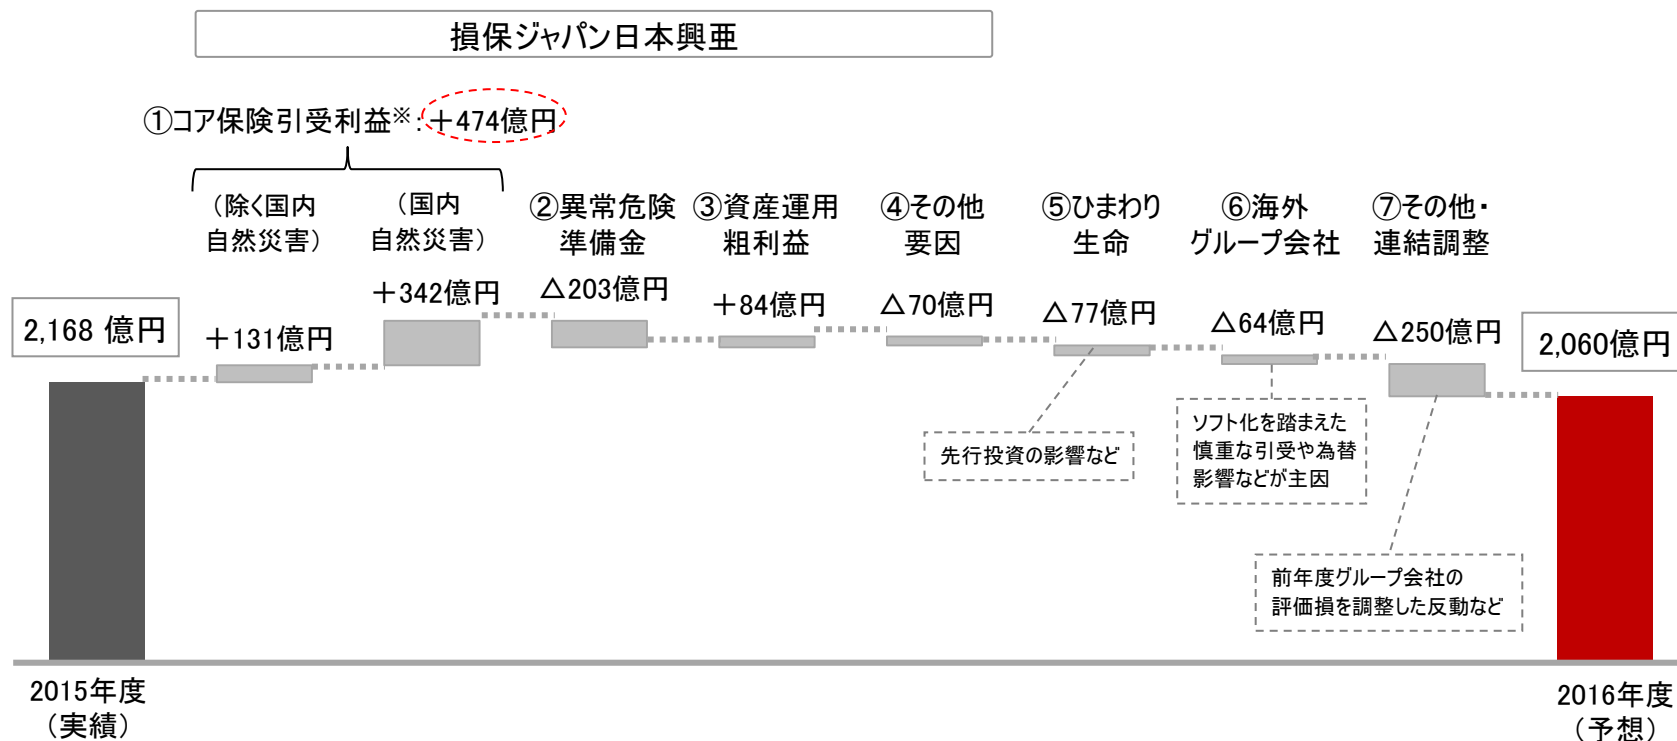 損保ジャパン日本興亜
①コア保険引受利益※：＋474億円
（除く国内
自然災害）
（国内
自然災害）
②異常危険
準備金
③資産運用
粗利益
④その他
要因
⑤ひまわり
生命
⑥海外
グループ会社
⑦その他・
連結調整
2,168 億円
＋131億円
＋342億円
△203億円
＋84億円
△70億円
△77億円
△64億円
△250億円
2,060億円
先行投資の影響など
ソフト化を踏まえた
慎重な引受や為替
影響などが主因
前年度グループ会社の
評価損を調整した反動など
2015年度
（実績）
2016年度
（予想）